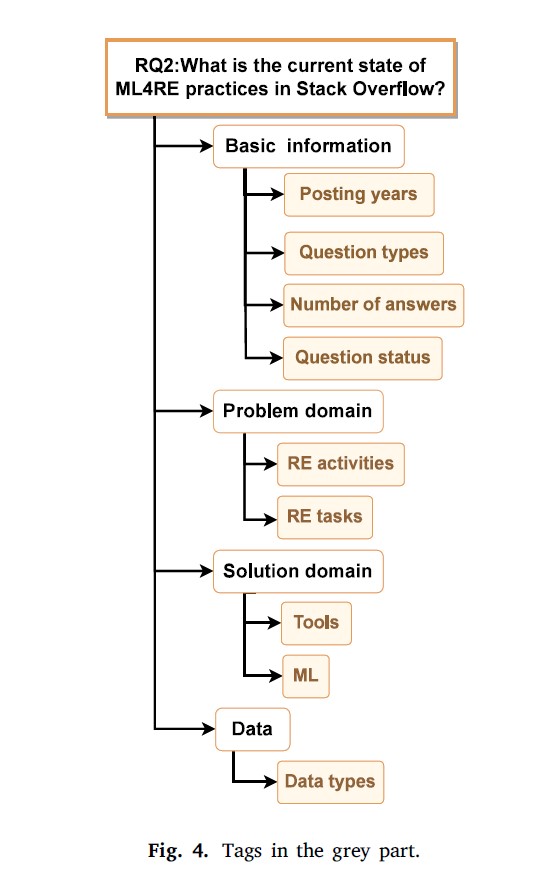 RQ2:What is the current state of
ML4RE practices in Stack Overflow?
Basic information
Posting years
Question types
Number of answers
Question status
Problem domain
RE activities
RE tasks
Solution domain
Tools
ML
Data
Data types
Fig. 4. Tags in the grey part.